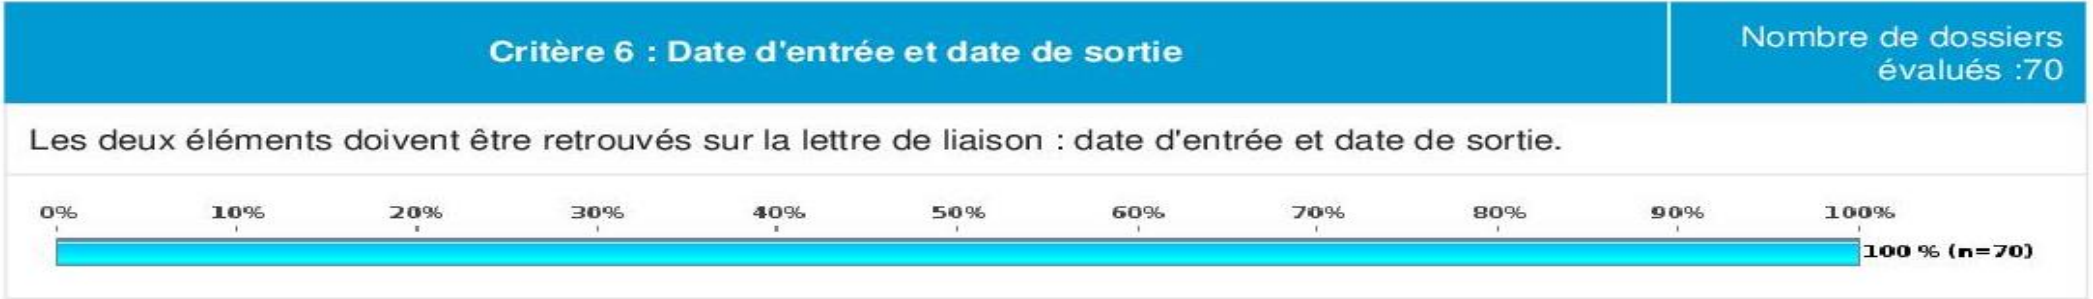 Critère 6 : Date d'entrée et date de sortie
Nombre de dossiers
évalués :70
Les deux éléments doivent être retrouvés sur la lettre de liaison : date d'entrée et date de sortie.
0% 10% 20% 30% 40% 50% 60% 70% 80% 90% 100%
100 % (n=70)